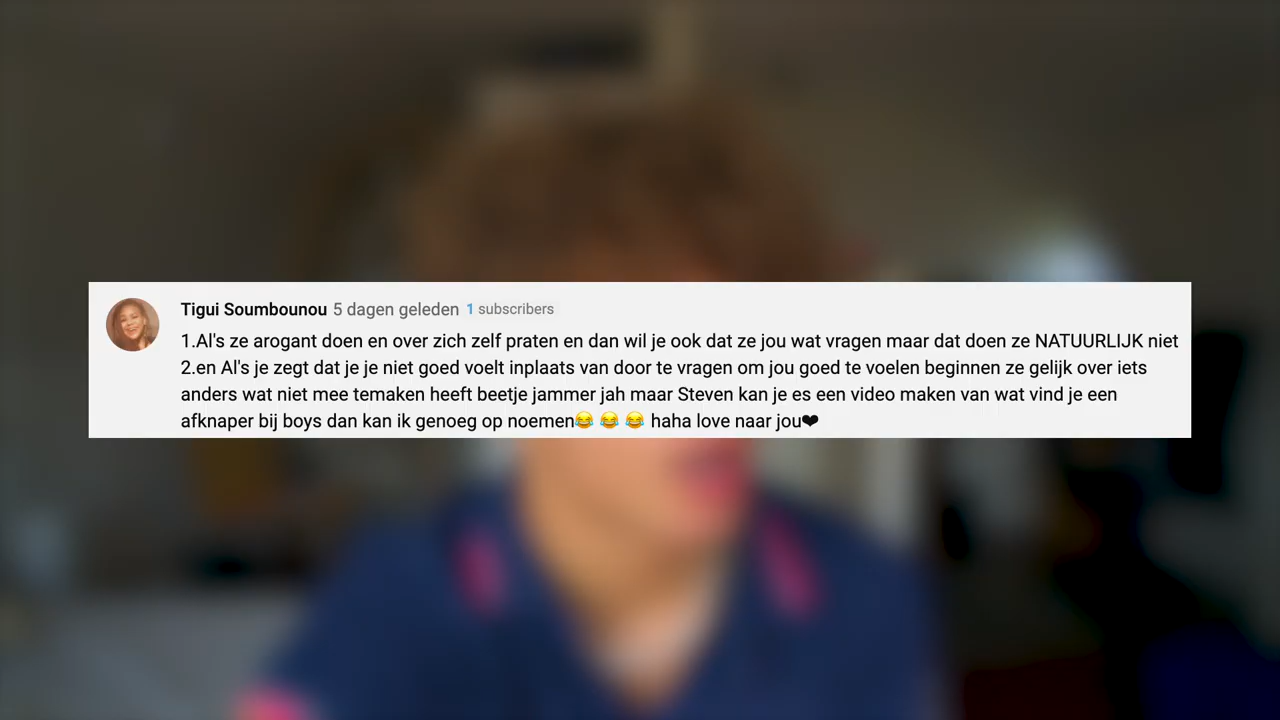 Tigui Soumbounou 5 dagen geleden 1 subscribers
1.Al's ze arogant doen en over zich zelf praten en dan wil je ook dat ze jou wat vragen maar dat doen ze NATUURLIJK niet
2.en Al's je zegt dat je je niet goed voelt inplaats van door te vragen om jou goed te voelen beginnen ze gelijk over iets
anders wat niet mee temaken heeft beetje jammer jah maar Steven kan je es een video maken van wat vind je een
afknaper bij boys dan kan ik genoeg op noemen😂 😂 😂 haha love naar jou❤